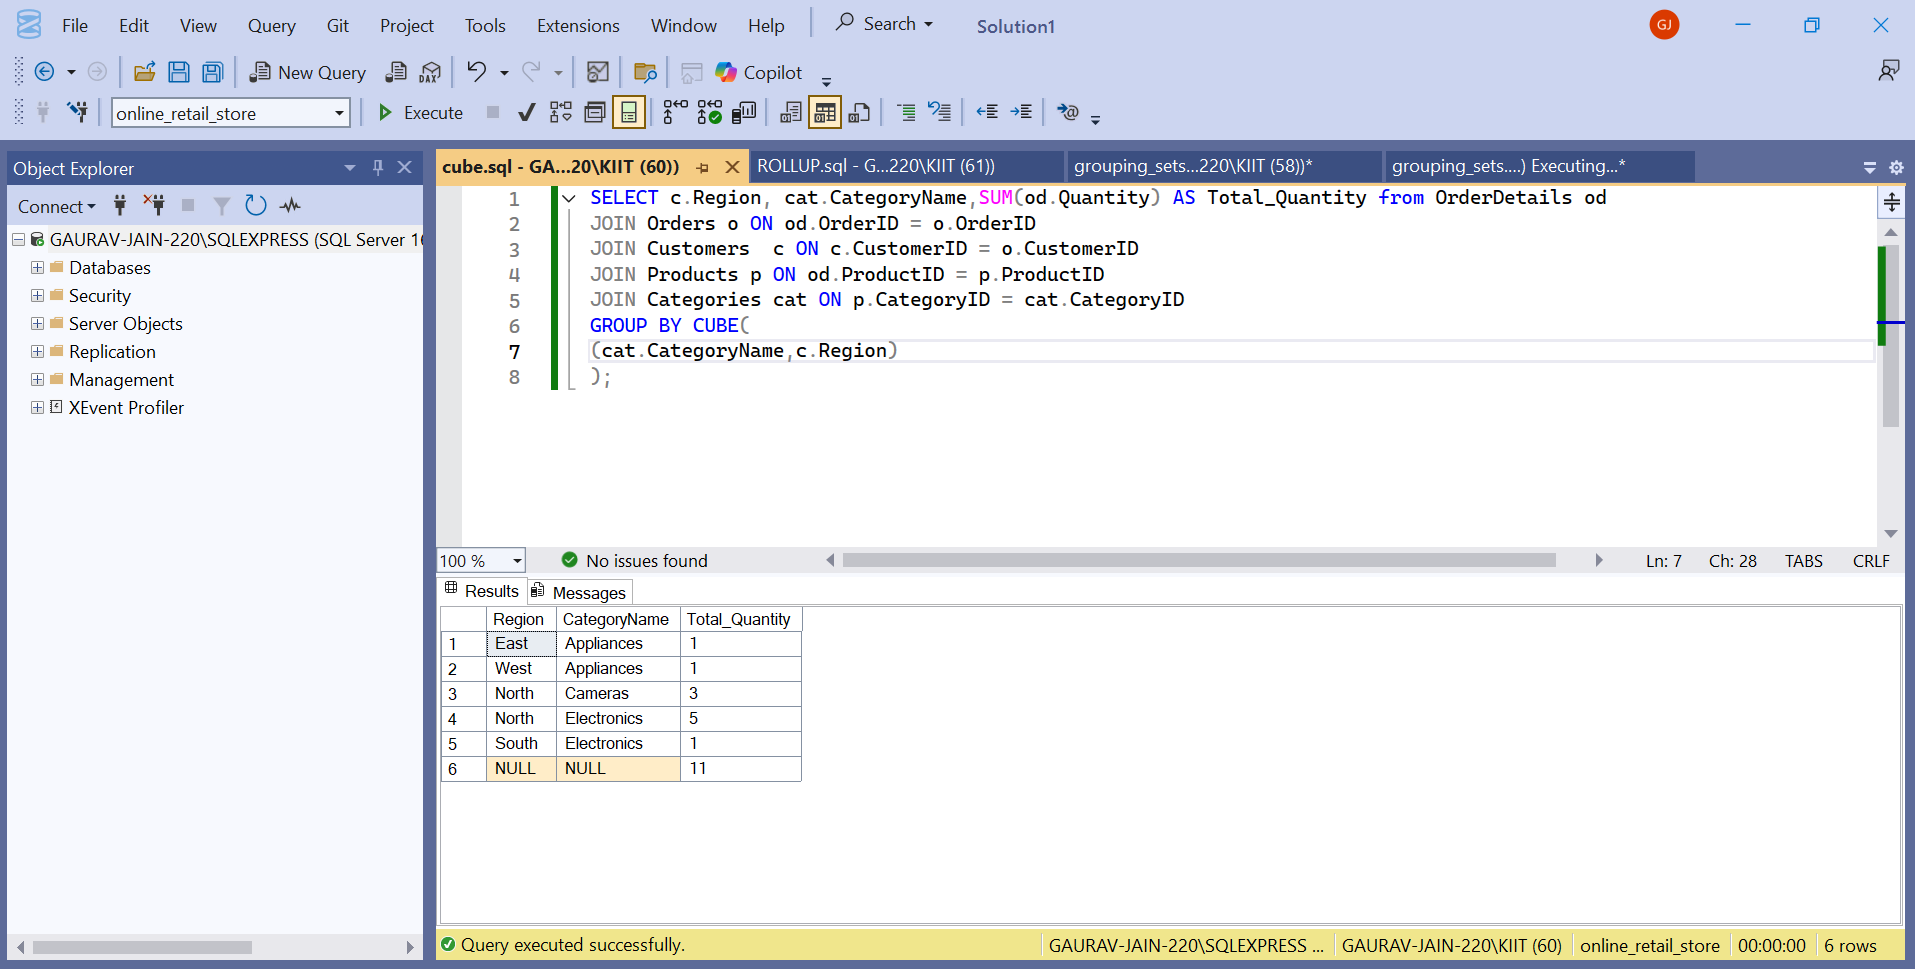 File Edit View Query Git Project Tools Extensions Window Help Search Solution1 GJ
New Query DAX Copilot
online_retail_store Execute
Object Explorer
Connect
GAURAV-JAIN-220\SQLEXPRESS (SQL Server 16
Databases
Security
Server Objects
Replication
Management
XEvent Profiler
cube.sql - GA...20\KIIT (60)) ROLLUP.sql - G...220\KIIT (61)) grouping_sets...220\KIIT (58))* grouping_sets....) Executing...*
1 SELECT c.Region, cat.CategoryName,SUM(od.Quantity) AS Total_Quantity from OrderDetails od
2 JOIN Orders o ON od.OrderID = o.OrderID
3 JOIN Customers  c ON c.CustomerID = o.CustomerID
4 JOIN Products p ON od.ProductID = p.ProductID
5 JOIN Categories cat ON p.CategoryID = cat.CategoryID
6 GROUP BY CUBE(
7 (cat.CategoryName,c.Region)
8 );
100 % No issues found Ln: 7 Ch: 28 TABS CRLF
Results Messages
Region CategoryName Total_Quantity
1 East Appliances 1
2 West Appliances 1
3 North Cameras 3
4 North Electronics 5
5 South Electronics 1
6 NULL NULL 11
Query executed successfully. GAURAV-JAIN-220\SQLEXPRESS ... GAURAV-JAIN-220\KIIT (60) online_retail_store 00:00:00 6 rows